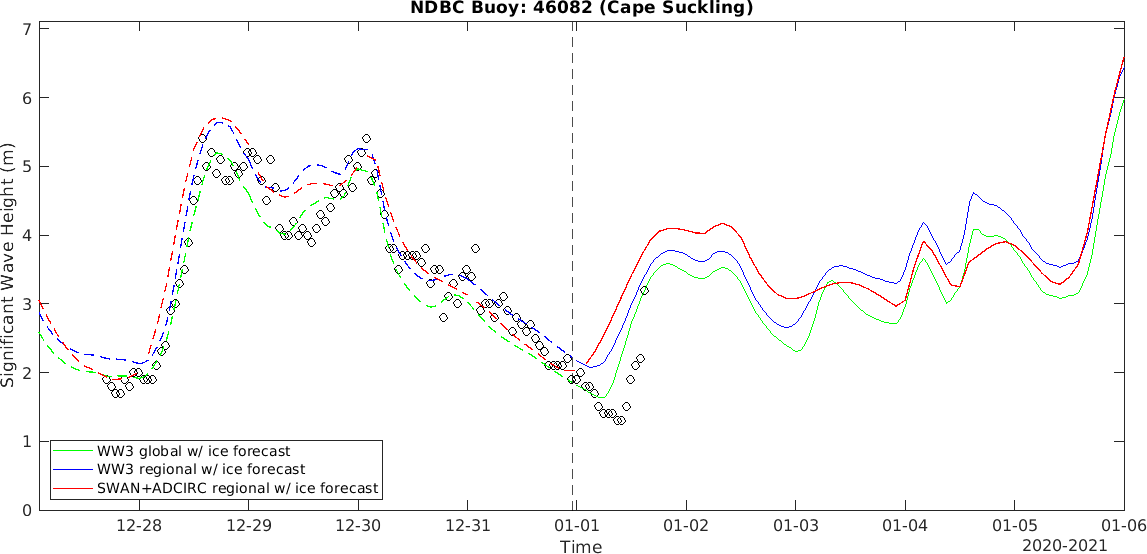 NDBC Buoy: 46082 (Cape Suckling)
7
6
5
4
3
2
1
0
Significant Wave Height (m)
WW3 global w/ ice forecast
WW3 regional w/ ice forecast
SWAN+ADCIRC regional w/ ice forecast
12-28 12-29 12-30 12-31 01-01 01-02 01-03 01-04 01-05 01-06
Time
2020-2021